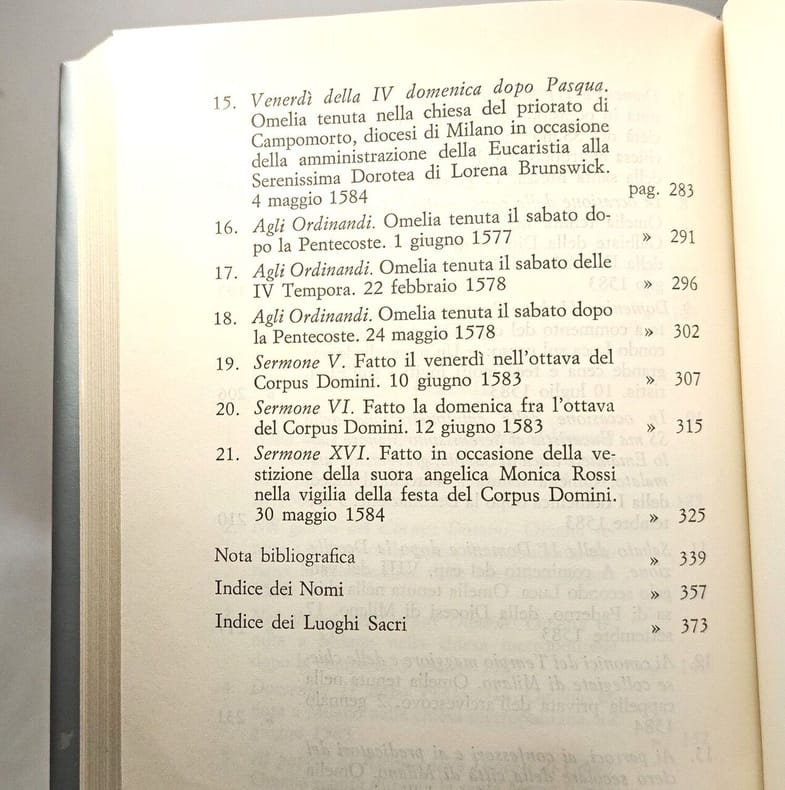 15. Venerdì della IV domenica dopo Pasqua.
Omelia tenuta nella chiesa del priorato di
Campomorto, diocesi di Milano in occasione
della amministrazione della Eucaristia alla
Serenissima Dorotea di Lorena Brunswick.
4 maggio 1584 pag. 283
16. Agli Ordinandi. Omelia tenuta il sabato do-
po la Pentecoste. 1 giugno 1577 » 291
17. Agli Ordinandi. Omelia tenuta il sabato delle
IV Tempora. 22 febbraio 1578 » 296
18. Agli Ordinandi. Omelia tenuta il sabato dopo
la Pentecoste. 24 maggio 1578 » 302
19. Sermone V. Fatto il venerdì nell'ottava del
Corpus Domini. 10 giugno 1583 » 307
20. Sermone VI. Fatto la domenica fra l'ottava
del Corpus Domini. 12 giugno 1583 » 315
21. Sermone XVI. Fatto in occasione della ve-
stizione della suora angelica Monica Rossi
nella vigilia della festa del Corpus Domini.
30 maggio 1584 » 325
Nota bibliografica » 339
Indice dei Nomi » 357
Indice dei Luoghi Sacri » 373